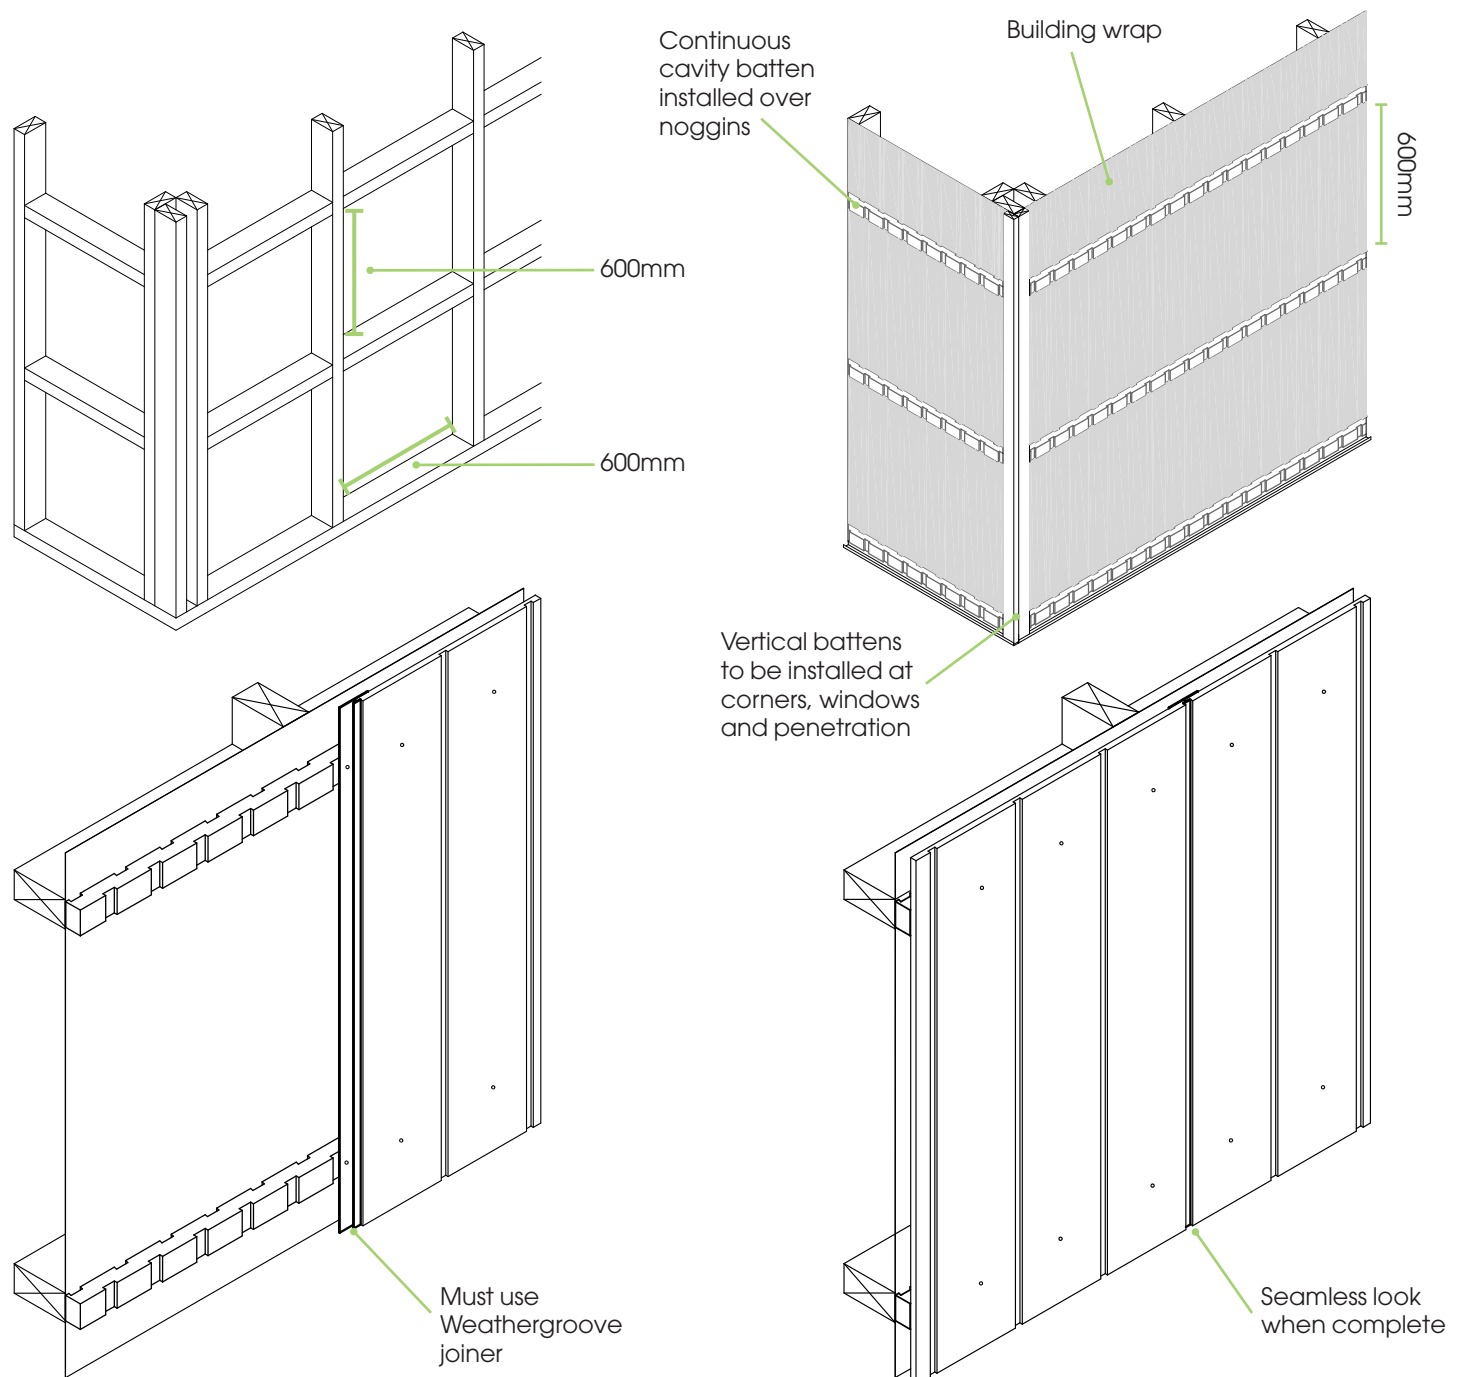 Continuous
cavity batten
installed over
noggins
Building wrap
600mm
600mm
600mm
Vertical battens
to be installed at
corners, windows
and penetration
Must use
Weathergroove
joiner
Seamless look
when complete